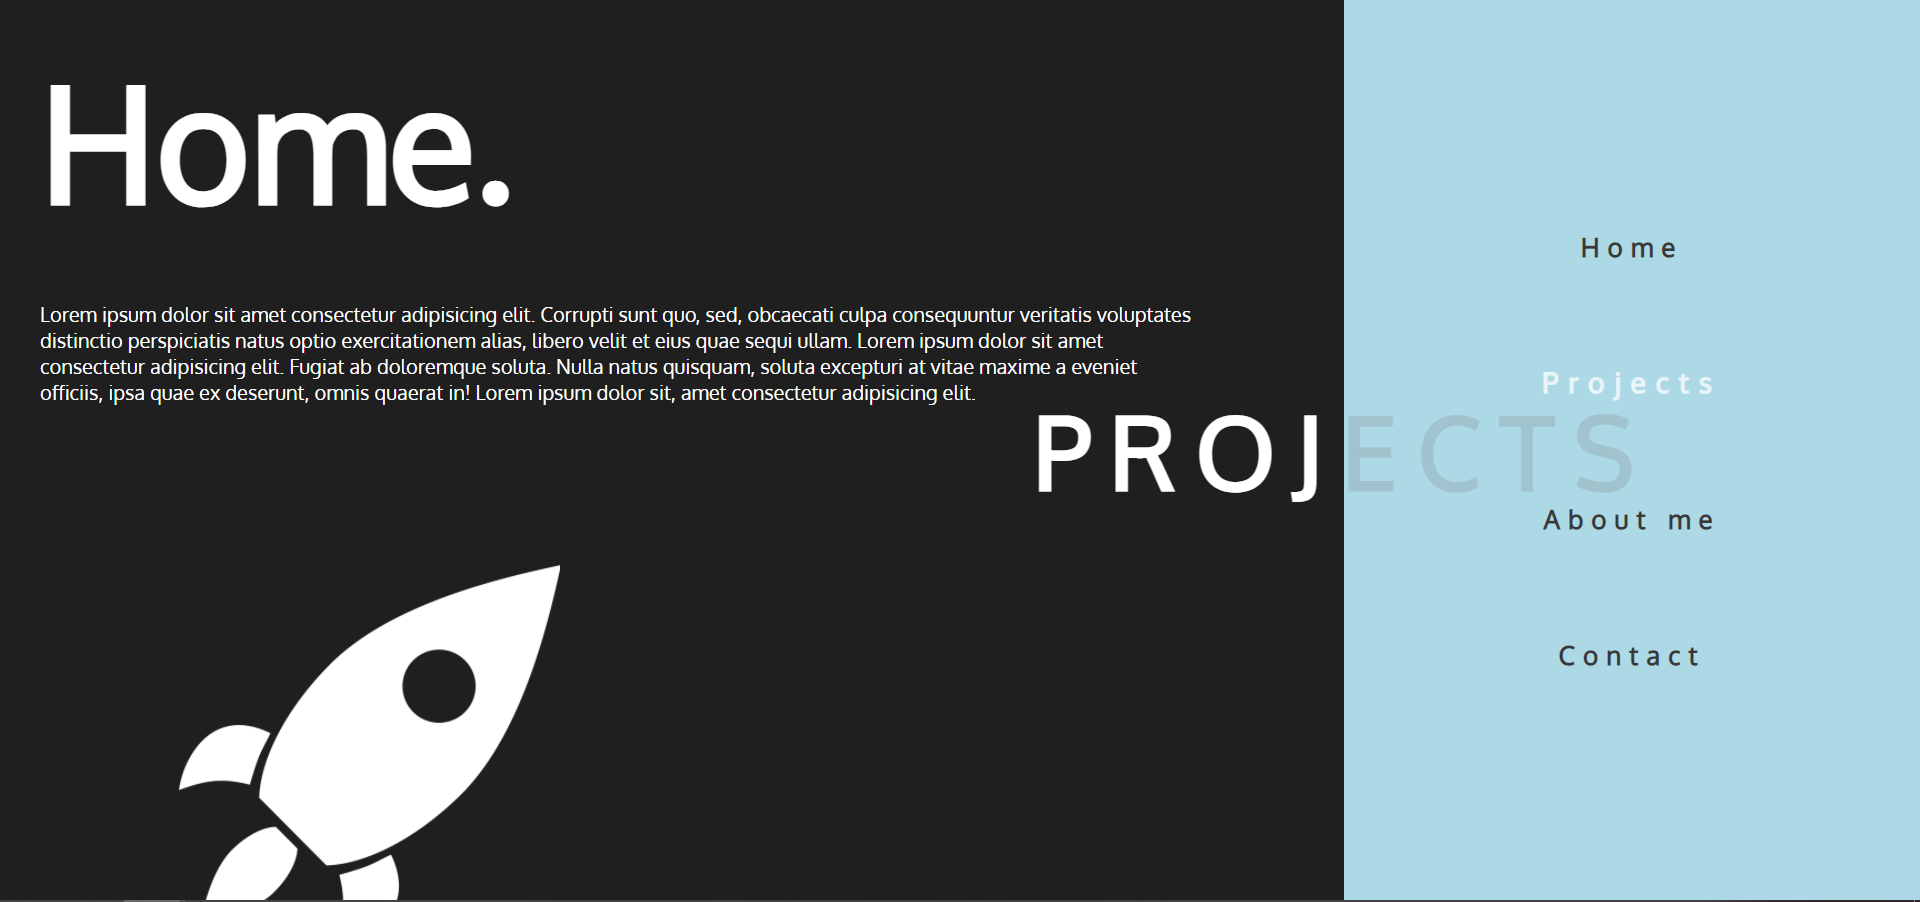 Home.
Lorem ipsum dolor sit amet consectetur adipisicing elit. Corrupti sunt quo, sed, obcaecati culpa consequuntur veritatis voluptates
distinctio perspiciatis natus optio exercitationem alias, libero velit et eius quae sequi ullam. Lorem ipsum dolor sit amet
consectetur adipisicing elit. Fugiat ab doloremque soluta. Nulla natus quisquam, soluta excepturi at vitae maxime a eveniet
officiis, ipsa quae ex deserunt, omnis quaerat in! Lorem ipsum dolor sit, amet consectetur adipisicing elit.
PROJECTS
Home
Projects
About me
Contact